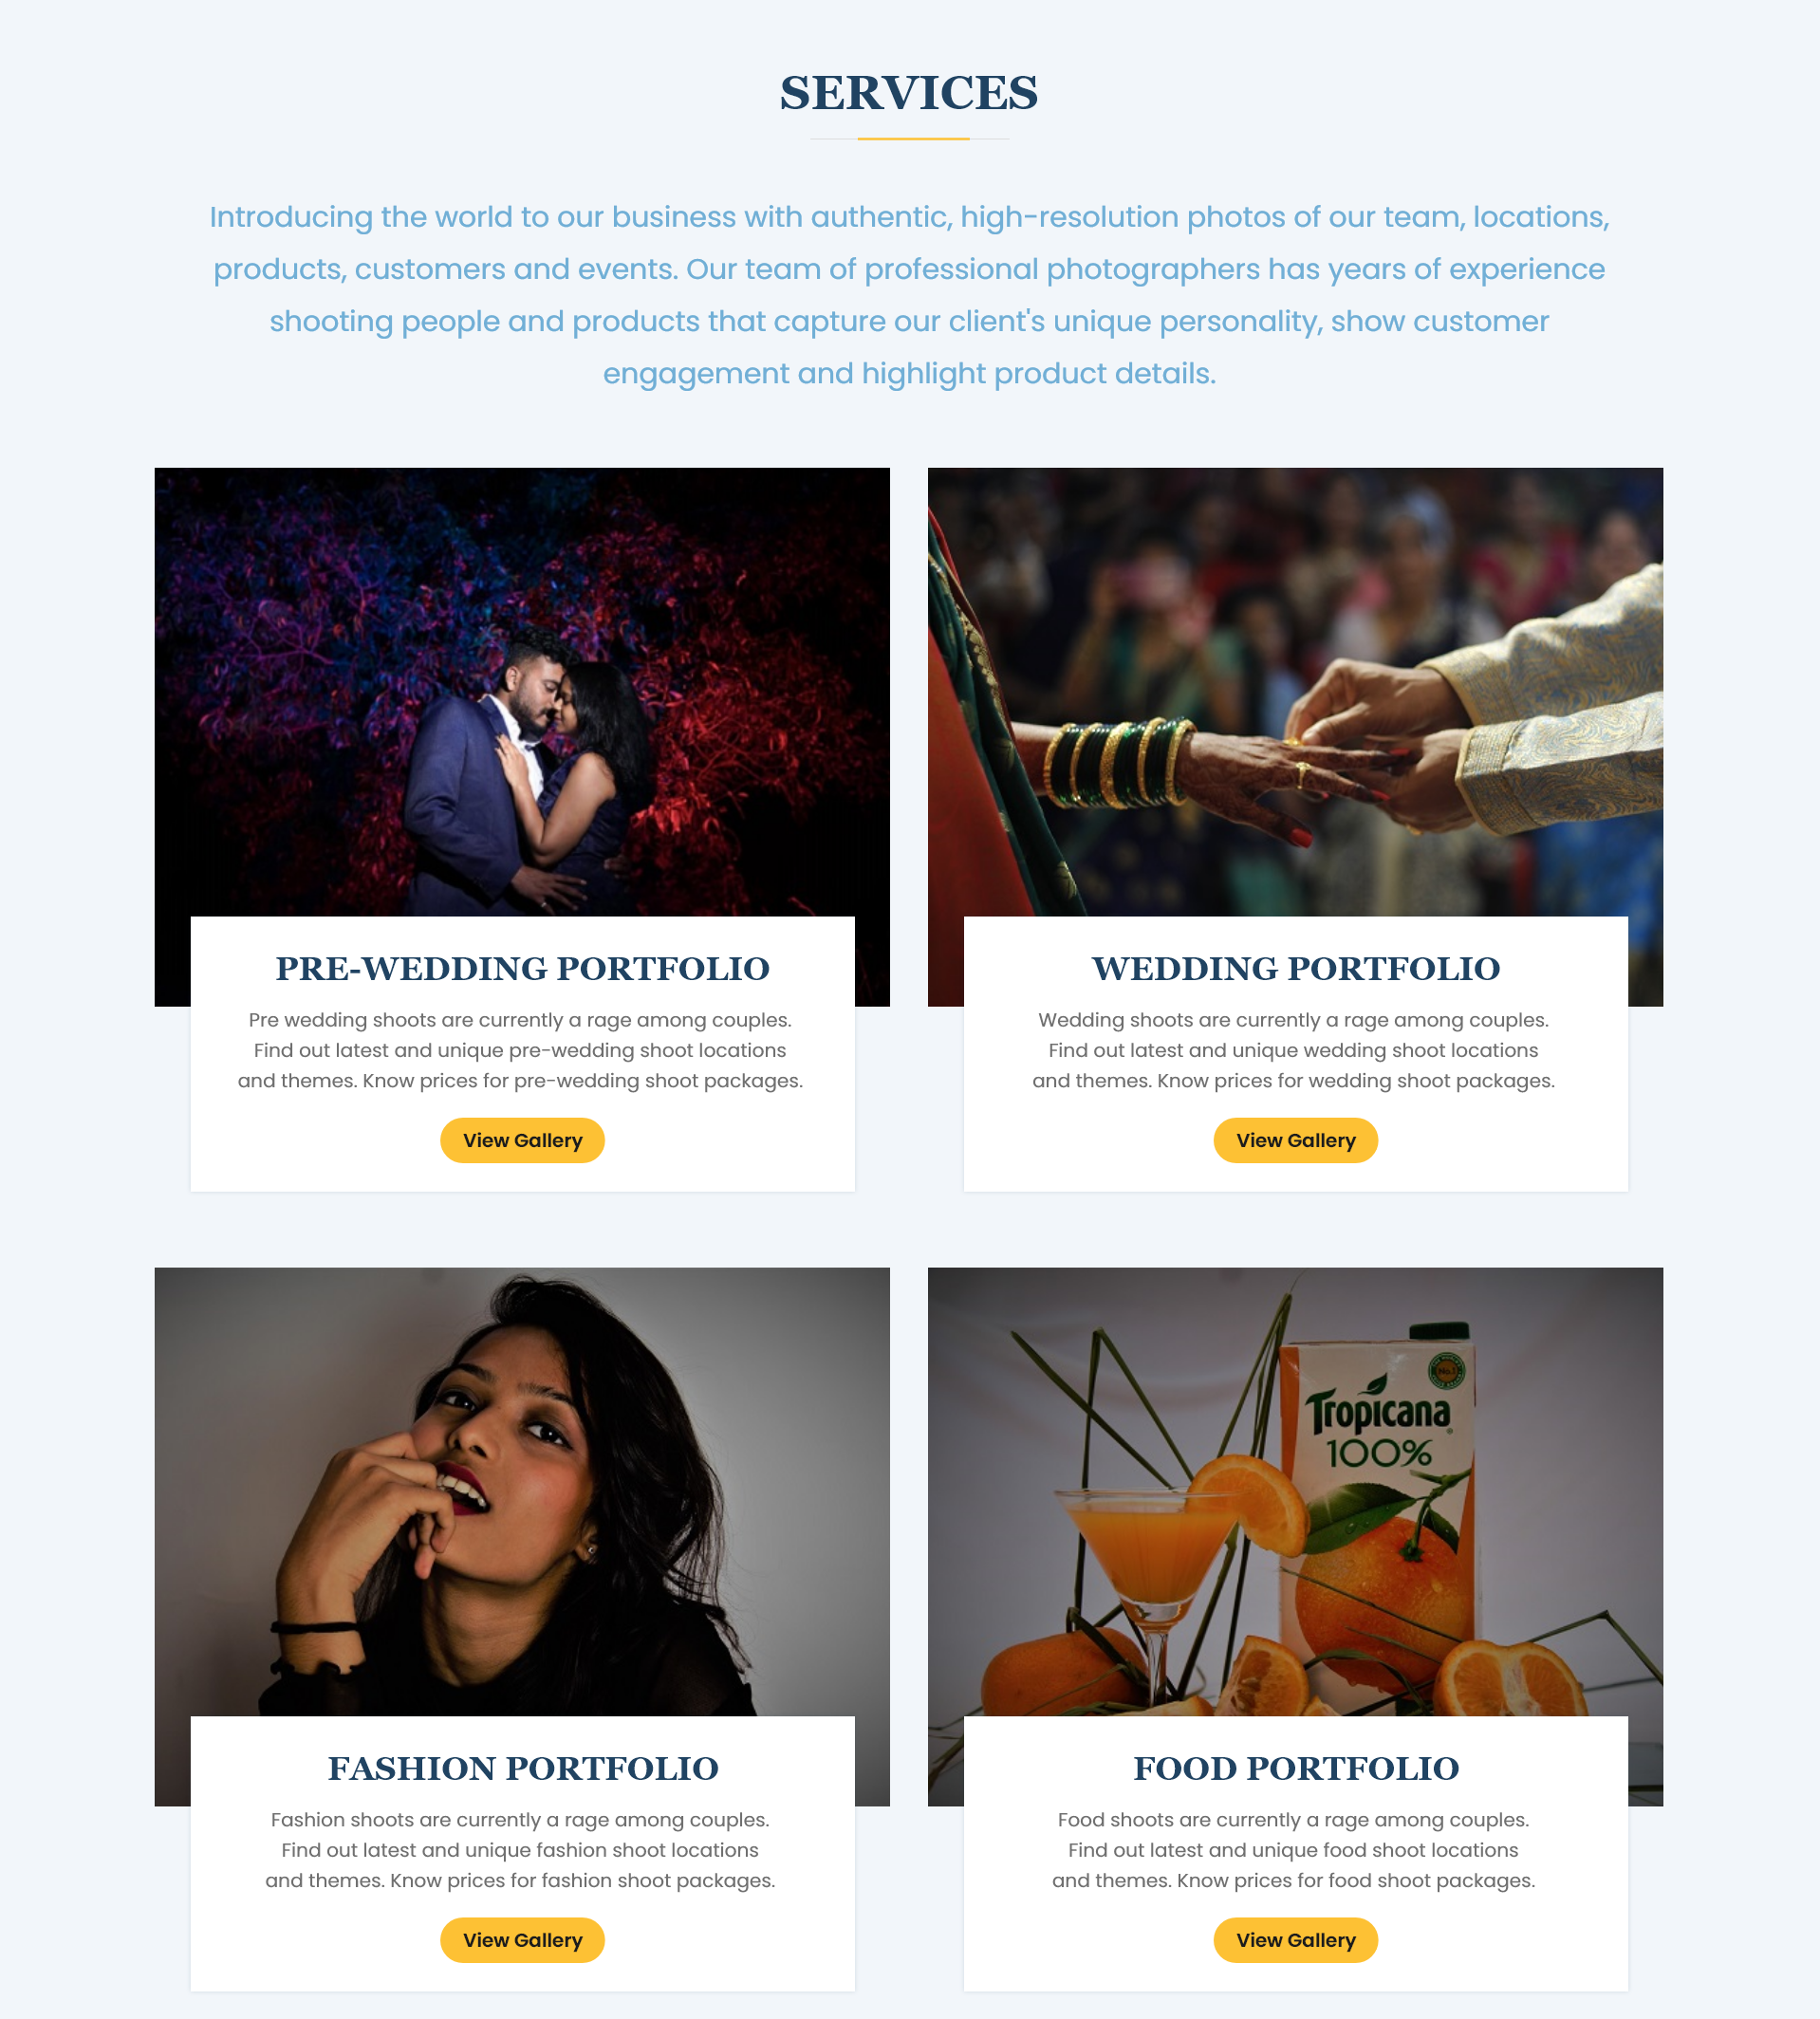 SERVICES
Introducing the world to our business with authentic, high-resolution photos of our team, locations,
products, customers and events. Our team of professional photographers has years of experience
shooting people and products that capture our client's unique personality, show customer
engagement and highlight product details.
PRE-WEDDING PORTFOLIO
Pre wedding shoots are currently a rage among couples.
Find out latest and unique pre-wedding shoot locations
and themes. Know prices for pre-wedding shoot packages.
View Gallery
WEDDING PORTFOLIO
Wedding shoots are currently a rage among couples.
Find out latest and unique wedding shoot locations
and themes. Know prices for wedding shoot packages.
View Gallery
No.1
Tropicana
100%
FASHION PORTFOLIO
Fashion shoots are currently a rage among couples.
Find out latest and unique fashion shoot locations
and themes. Know prices for fashion shoot packages.
View Gallery
FOOD PORTFOLIO
Food shoots are currently a rage among couples.
Find out latest and unique food shoot locations
and themes. Know prices for food shoot packages.
View Gallery